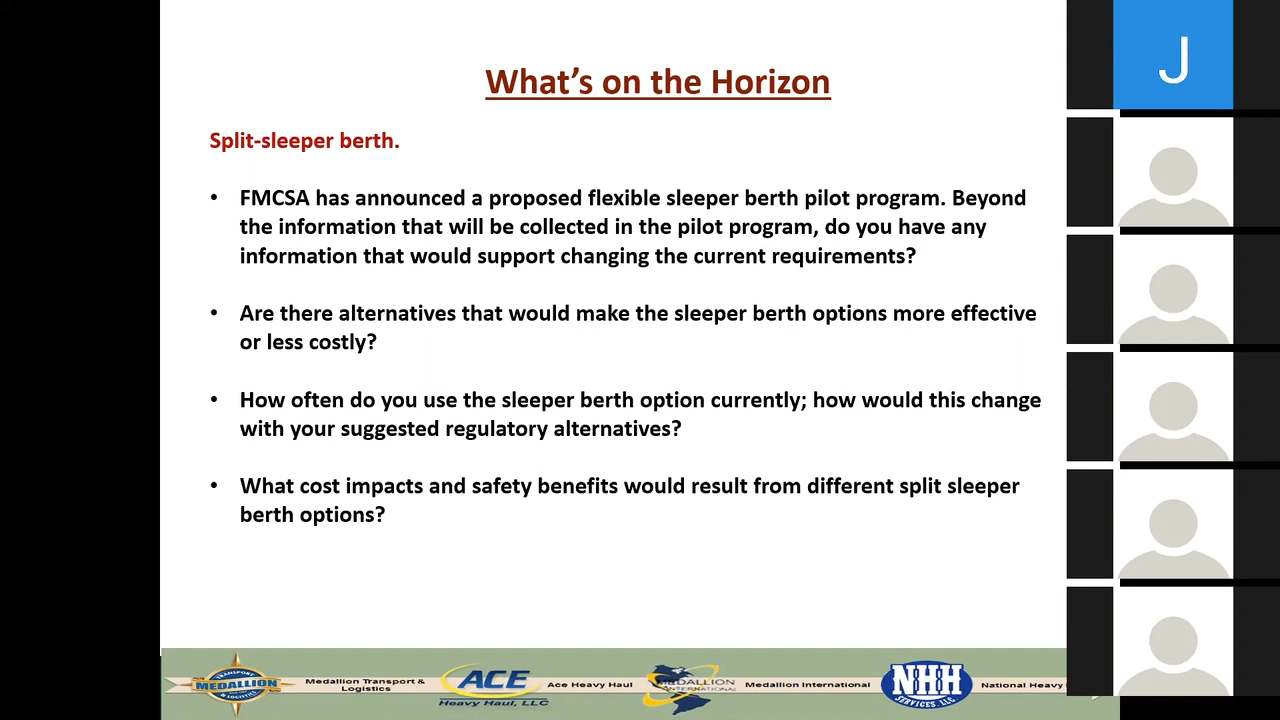 What's on the Horizon
Split-sleeper berth.
• FMCSA has announced a proposed flexible sleeper berth pilot program. Beyond
the information that will be collected in the pilot program, do you have any
information that would support changing the current requirements?
• Are there alternatives that would make the sleeper berth options more effective
or less costly?
• How often do you use the sleeper berth option currently; how would this change
with your suggested regulatory alternatives?
• What cost impacts and safety benefits would result from different split sleeper
berth options?
J
TRANSPORT
MEDALLION
& LOGISTICS
Medallion Transport &
Logistics
ACE
Heavy Haul, LLC
Ace Heavy Haul
MEDALLION
INTERNATIONAL
Medallion International
NHH
SERVICES, LLC
National Heavy